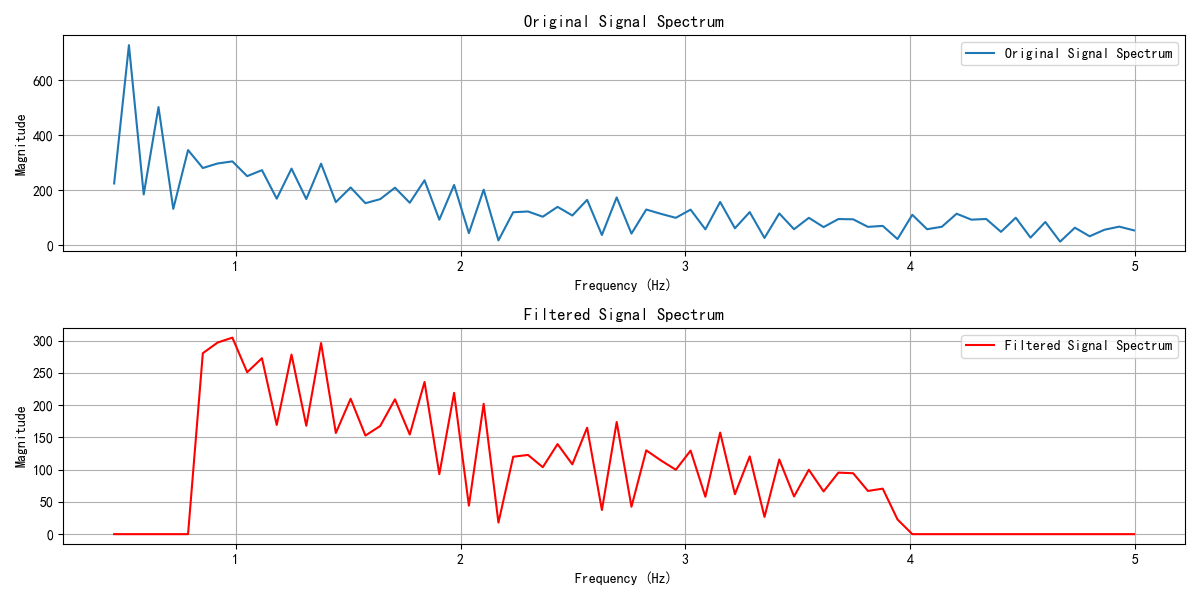 Original Signal Spectrum
Original Signal Spectrum
Magnitude
600
400
200
0
1 2 3 4 5
Frequency (Hz)
Filtered Signal Spectrum
Filtered Signal Spectrum
Magnitude
300
250
200
150
100
50
0
1 2 3 4 5
Frequency (Hz)